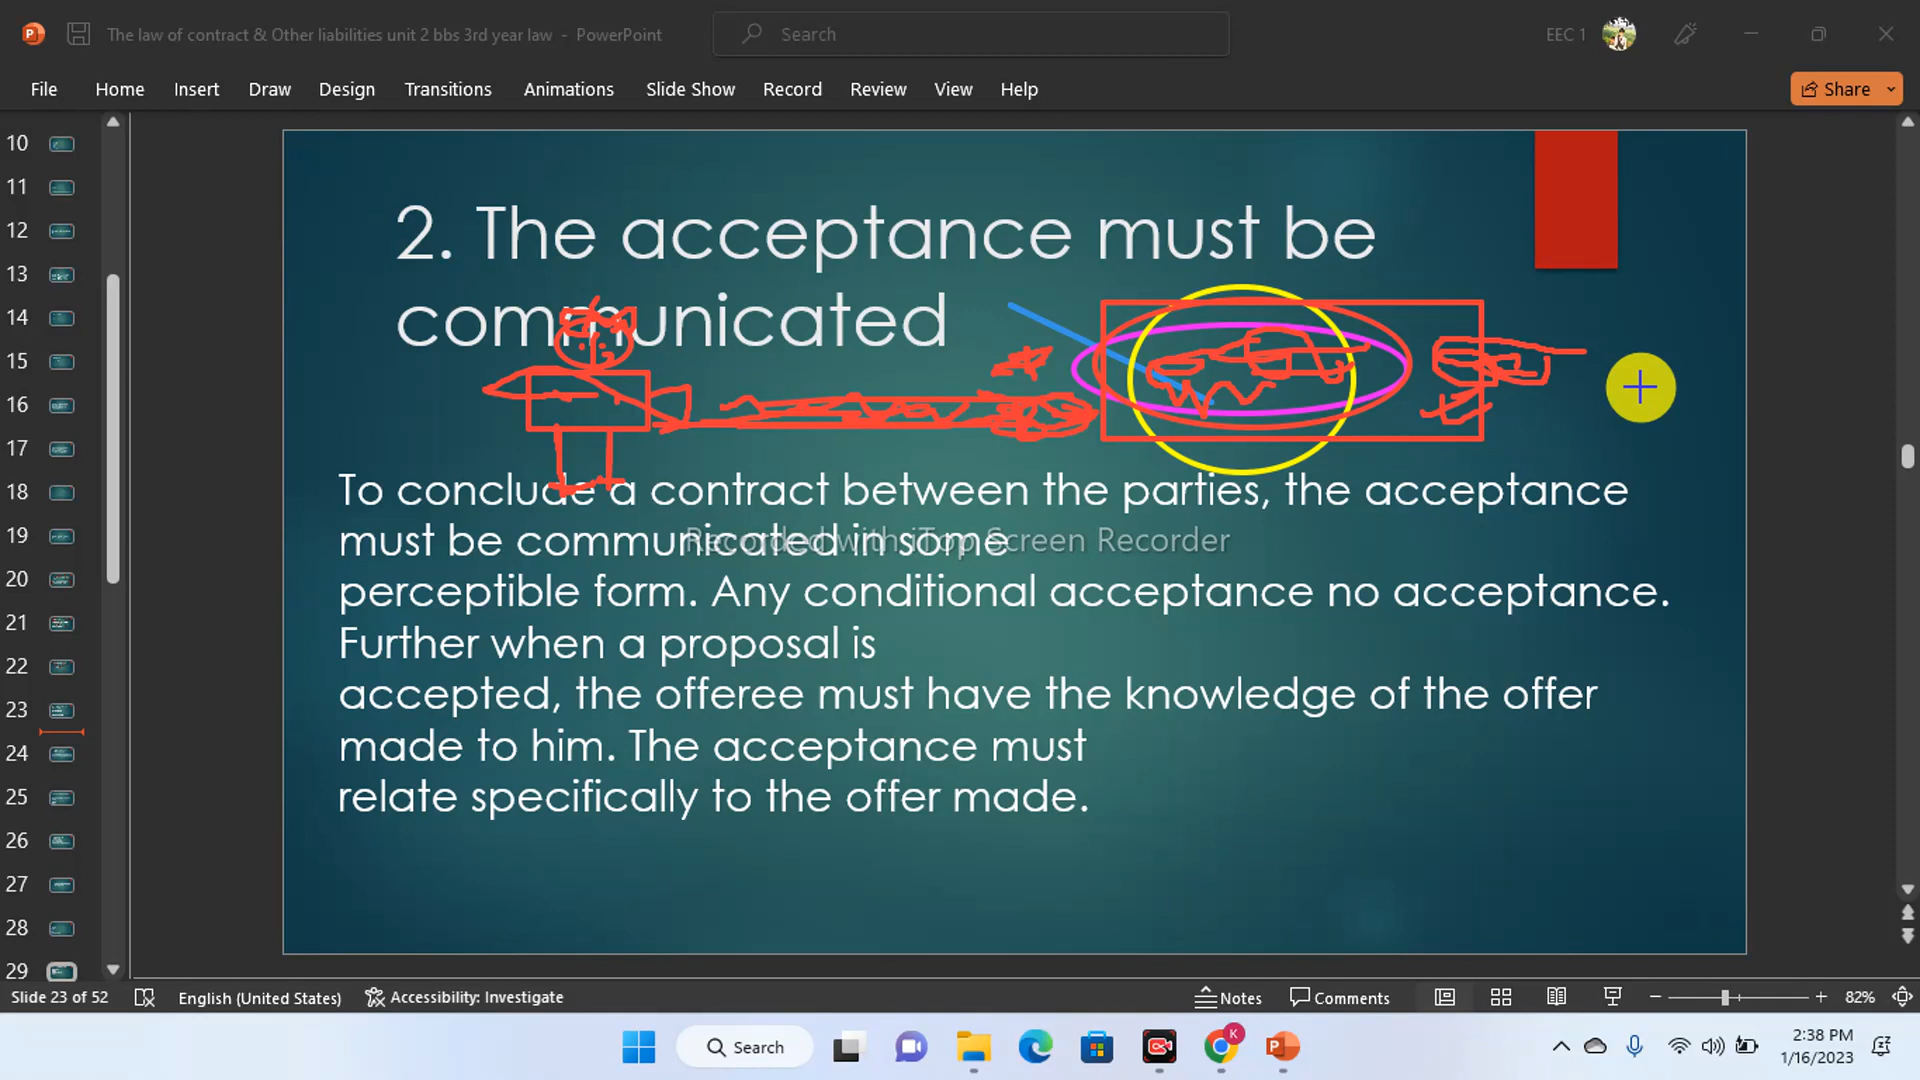 The law of contract & Other liabilities unit 2 bbs 3rd year law - PowerPoint
Search
EEC 1
File Home Insert Draw Design Transitions Animations Slide Show Record Review View Help
Share
10
11
12
13
14
15
16
17
18
19
20
21
22
23
24
25
26
27
28
29
2. The acceptance must be
communicated
To conclude a contract between the parties, the acceptance
must be communicated in some
Recorded with iTop Screen Recorder
perceptible form. Any conditional acceptance no acceptance.
Further when a proposal is
accepted, the offeree must have the knowledge of the offer
made to him. The acceptance must
relate specifically to the offer made.
Slide 23 of 52 English (United States) Accessibility: Investigate Notes Comments 82%
Search
K
2:38 PM
1/16/2023